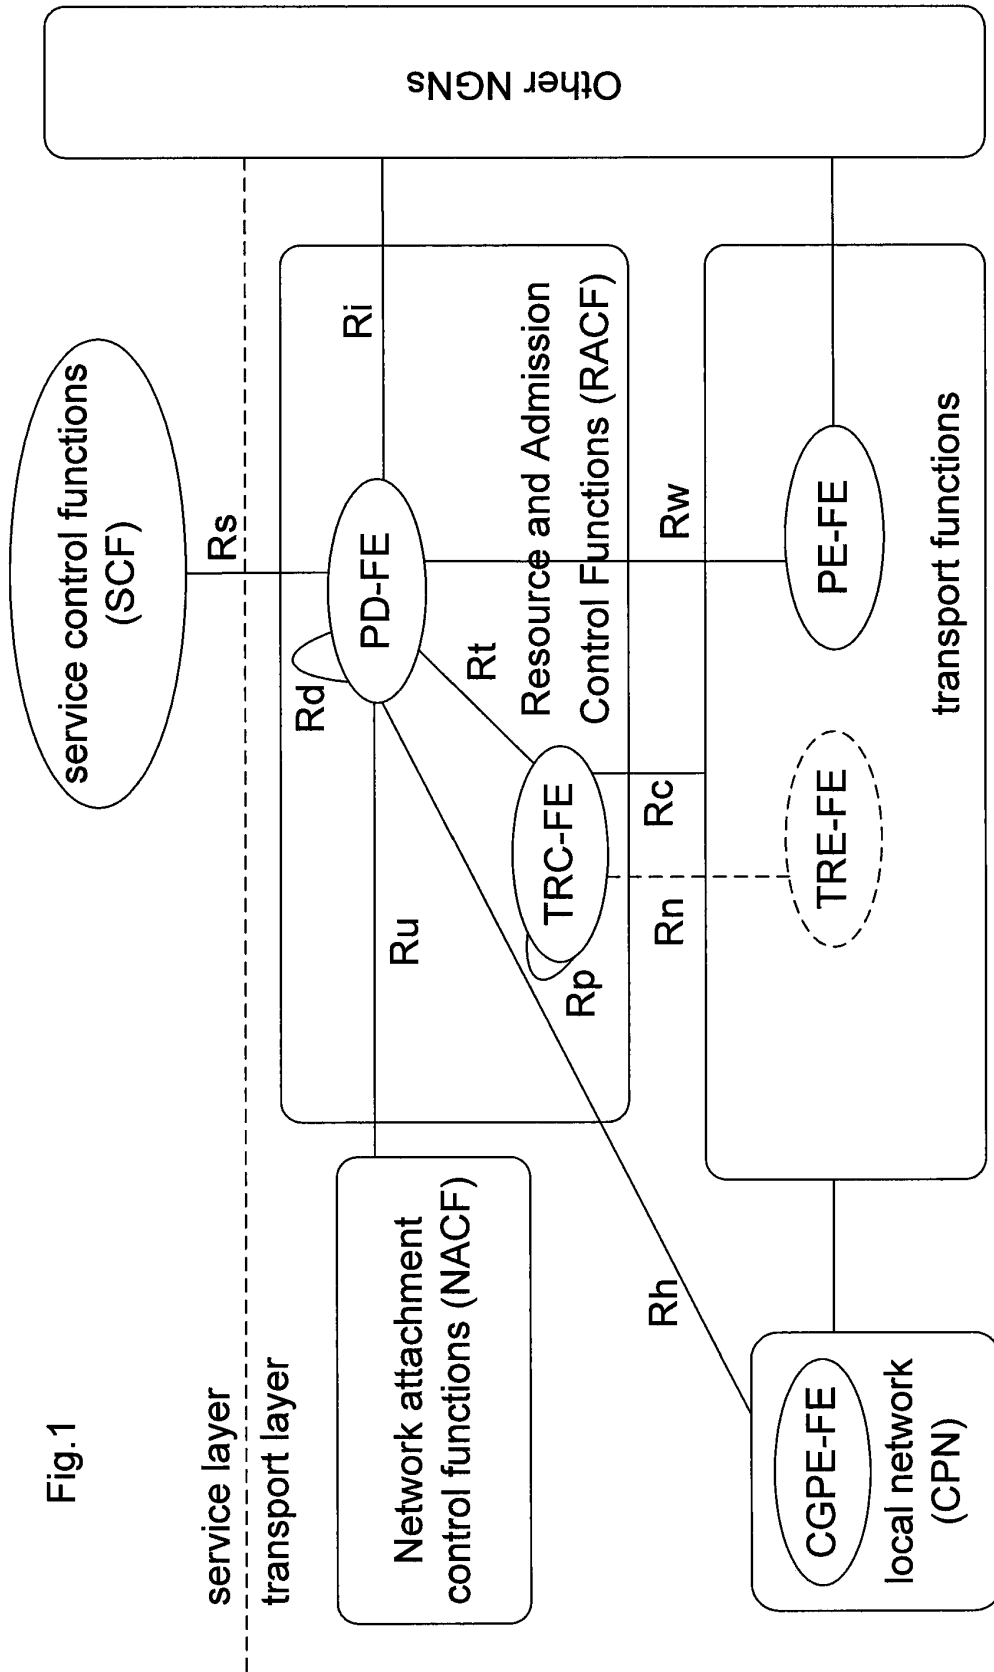 Fig.1
service control functions
(SCF)
service layer
transport layer
Rs
Network attachment
control functions (NACF)
Ru
Rd
PD-FE
Ri
Rt
TRC-FE
Rp
Resource and Admission
Control Functions (RACF)
Rh
Rn
Rc
Rw
CGPE-FE
local network
(CPN)
TRE-FE
PE-FE
transport functions
Other NGNs